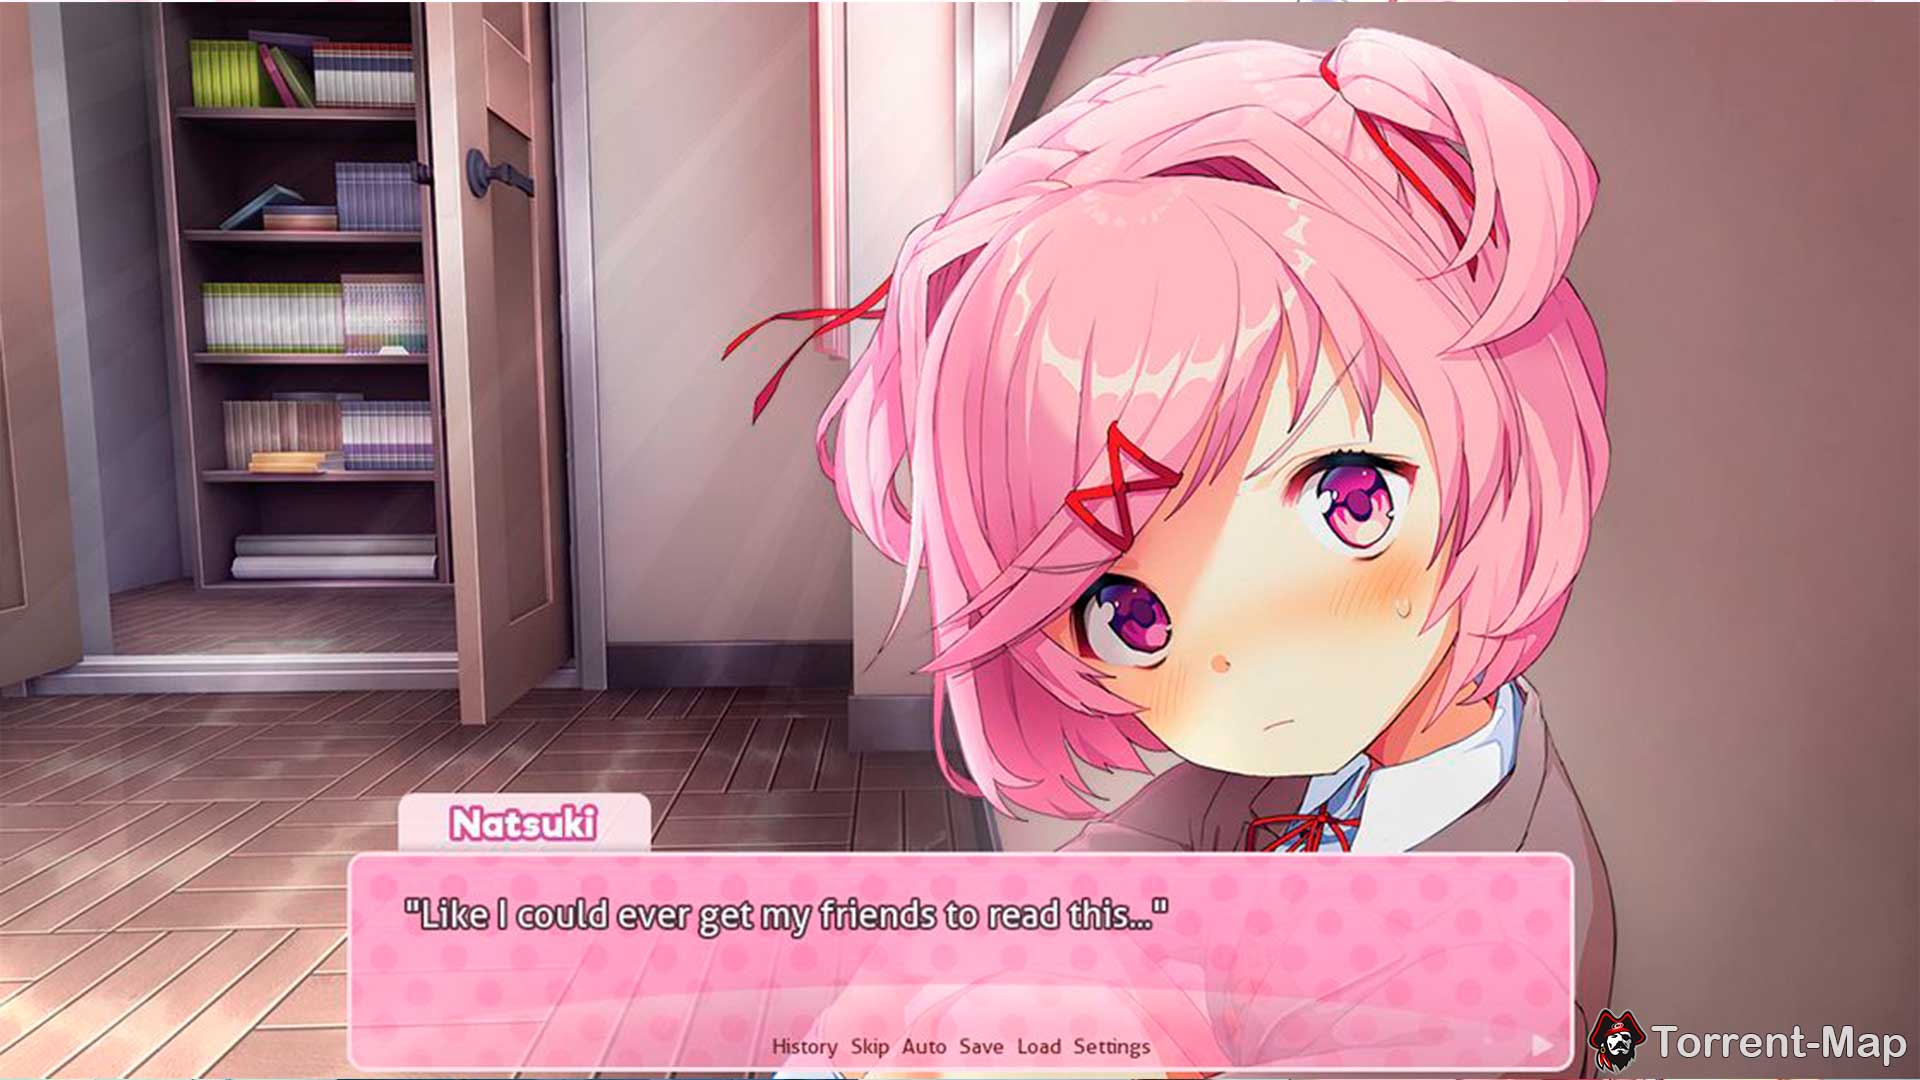 Natsuki
"Like I could ever get my friends to read this..."
History Skip Auto Save Load Settings
Torrent-Map